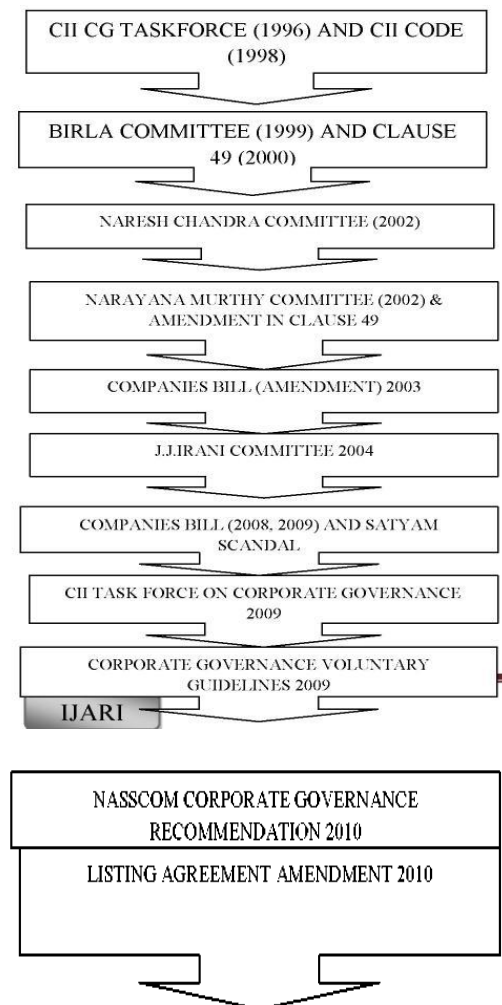 CII CG TASKFORCE (1996) AND CII CODE
(1998)
BIRLA COMMITTEE (1999) AND CLAUSE
49 (2000)
NARESH CHANDRA COMMITTEE (2002)
NARAYANA MURTHY COMMITTEE (2002) &
AMENDMENT IN CLAUSE 49
COMPANIES BILL (AMENDMENT) 2003
J.J.IRANI COMMITTEE 2004
COMPANIES BILL (2008, 2009) AND SATYAM
SCANDAL
CII TASK FORCE ON CORPORATE GOVERNANCE
2009
CORPORATE GOVERNANCE VOLUNTARY
GUIDELINES 2009
IJARI
NASSCOM CORPORATE GOVERNANCE
RECOMMENDATION 2010
LISTING AGREEMENT AMENDMENT 2010